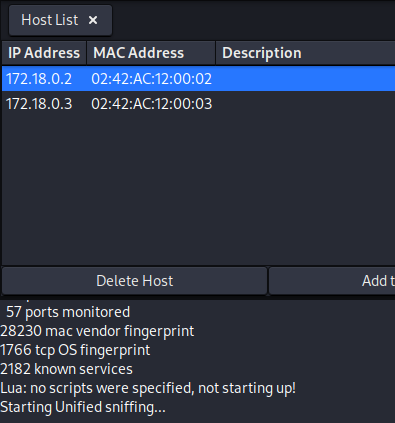 Host List ×
IP Address MAC Address Description
172.18.0.2 02:42:AC:12:00:02
172.18.0.3 02:42:AC:12:00:03
Delete Host Add t
57 ports monitored
28230 mac vendor fingerprint
1766 tcp OS fingerprint
2182 known services
Lua: no scripts were specified, not starting up!
Starting Unified sniffing...